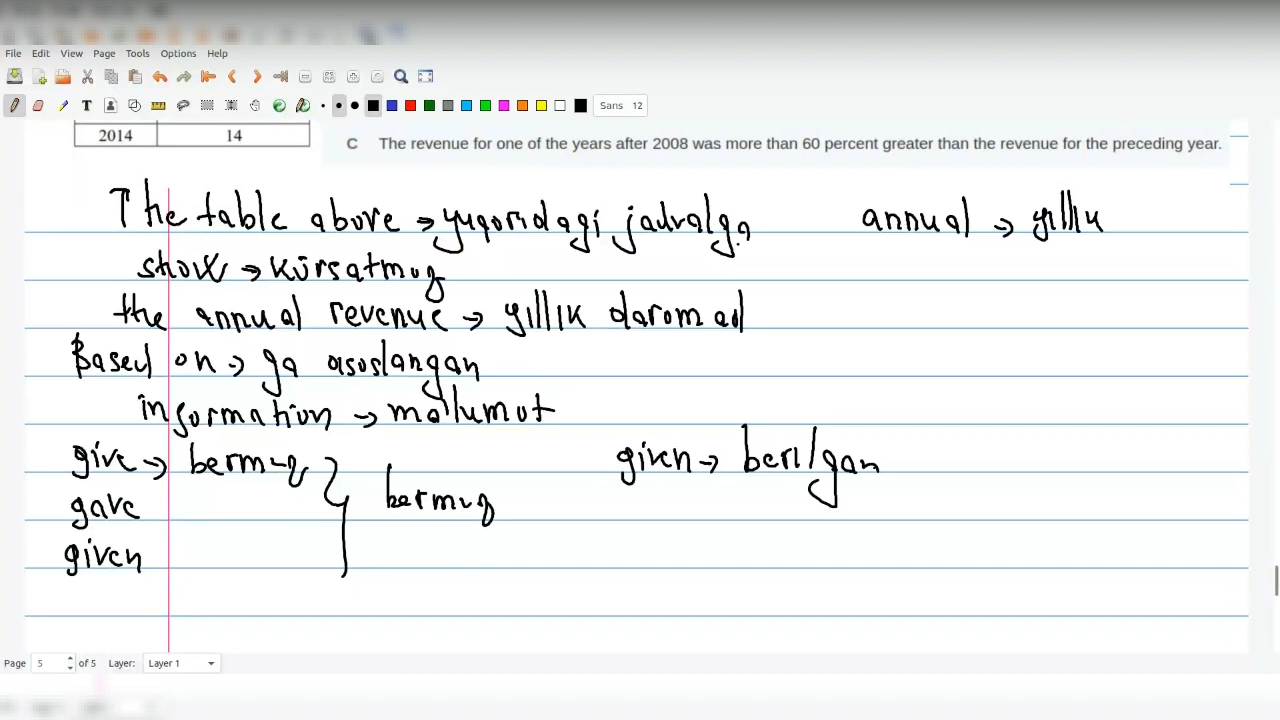 File Edit View Page Tools Options Help
T Sans 12
2014 14
C The revenue for one of the years after 2008 was more than 60 percent greater than the revenue for the preceding year.
The table above → yuqoridagi jadvalga annual → yillik
show → kürsatmoq
the annual revenue → yillik daromad
Based on → ga asoslangan
information → ma'lumot
give → bermoq given → berilgan
gave bermoq
given
Page 5 of 5 Layer: Layer 1